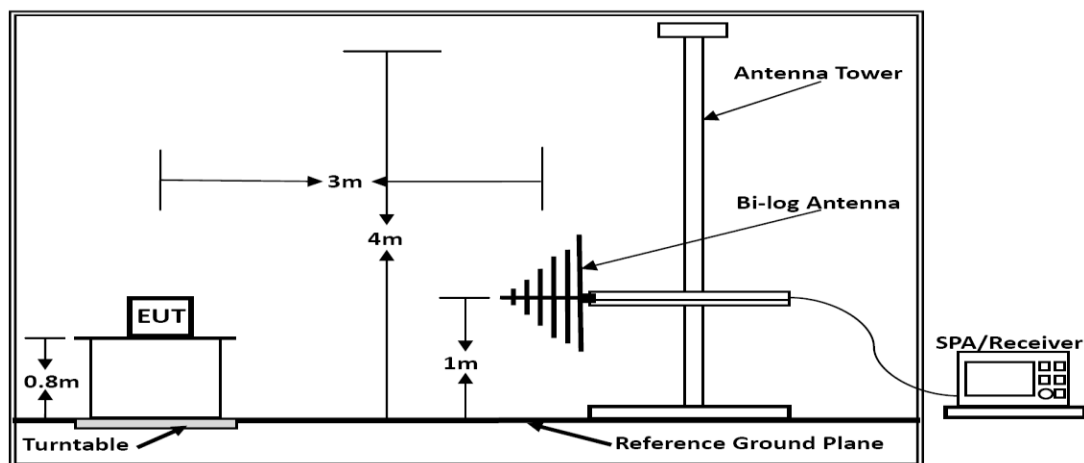 Antenna Tower
3m
Bi-log Antenna
4m
EUT
SPA/Receiver
1m
0.8m
Turntable
Reference Ground Plane